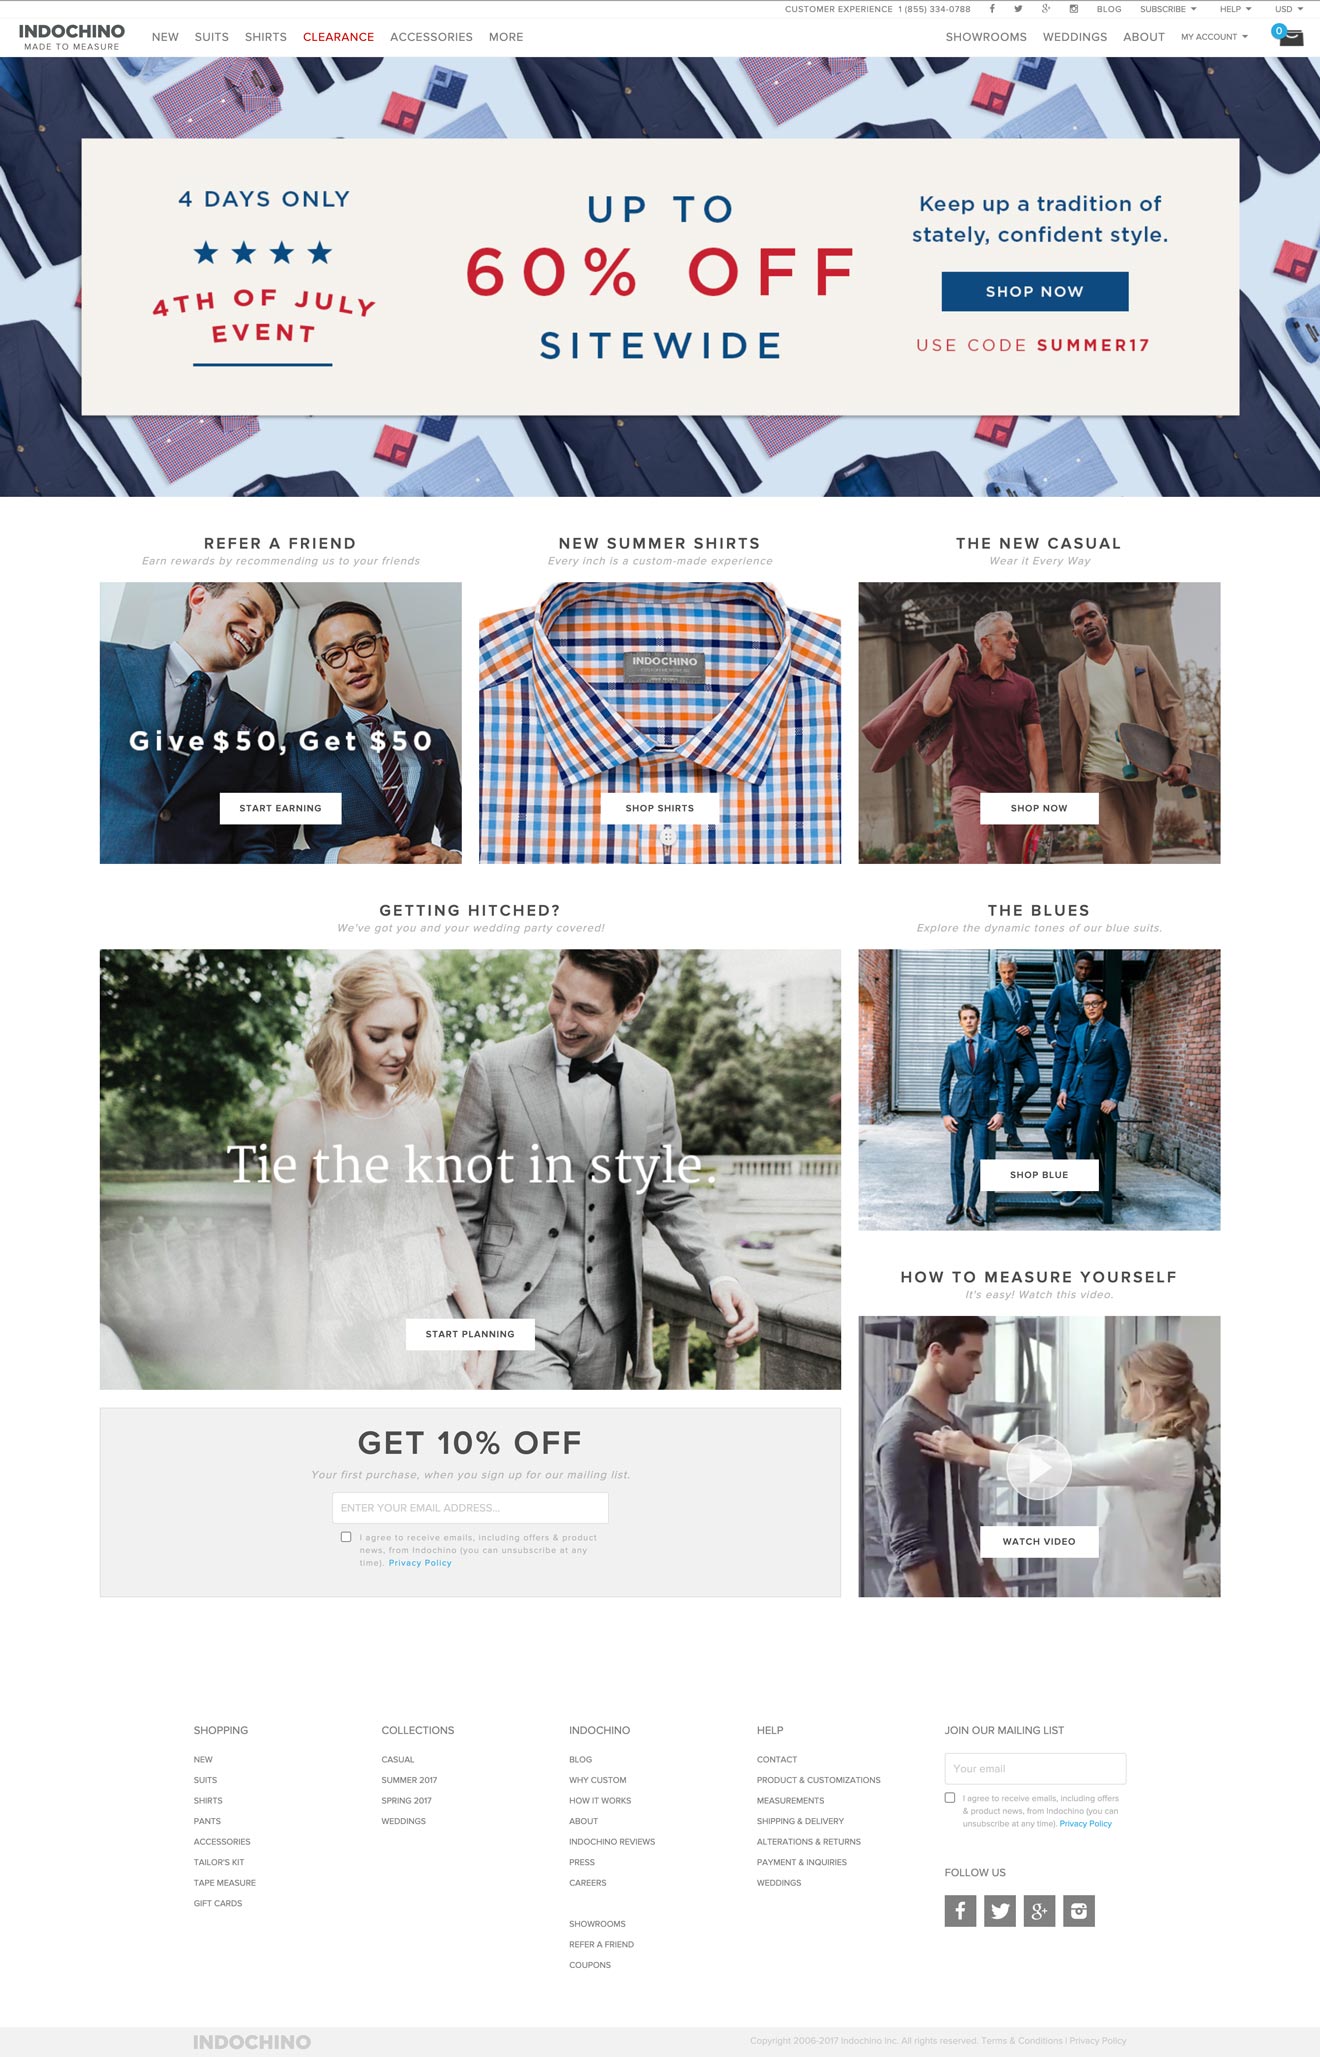 CUSTOMER EXPERIENCE 1 (855) 334-0788 BLOG SUBSCRIBE HELP USD
INDOCHINO
MADE TO MEASURE
NEW SUITS SHIRTS CLEARANCE ACCESSORIES MORE
SHOWROOMS WEDDINGS ABOUT MY ACCOUNT 0
4 DAYS ONLY
4TH OF JULY
EVENT
UP TO
60% OFF
SITEWIDE
Keep up a tradition of
stately, confident style.
SHOP NOW
USE CODE SUMMER17
REFER A FRIEND
Earn rewards by recommending us to your friends
Give $50, Get $50
START EARNING
NEW SUMMER SHIRTS
Every inch is a custom-made experience
INDOCHINO
SHOP SHIRTS
THE NEW CASUAL
Wear it Every Way
SHOP NOW
GETTING HITCHED?
We've got you and your wedding party covered!
Tie the knot in style.
START PLANNING
THE BLUES
Explore the dynamic tones of our blue suits.
SHOP BLUE
HOW TO MEASURE YOURSELF
It's easy! Watch this video.
WATCH VIDEO
GET 10% OFF
Your first purchase, when you sign up for our mailing list.
ENTER YOUR EMAIL ADDRESS...
I agree to receive emails, including offers & product
news, from Indochino (you can unsubscribe at any
time). Privacy Policy
SHOPPING
NEW
SUITS
SHIRTS
PANTS
ACCESSORIES
TAILOR'S KIT
TAPE MEASURE
GIFT CARDS
COLLECTIONS
CASUAL
SUMMER 2017
SPRING 2017
WEDDINGS
INDOCHINO
BLOG
WHY CUSTOM
HOW IT WORKS
ABOUT
INDOCHINO REVIEWS
PRESS
CAREERS
SHOWROOMS
REFER A FRIEND
COUPONS
HELP
CONTACT
PRODUCT & CUSTOMIZATIONS
MEASUREMENTS
SHIPPING & DELIVERY
ALTERATIONS & RETURNS
PAYMENT & INQUIRIES
WEDDINGS
JOIN OUR MAILING LIST
Your email
I agree to receive emails, including offers
& product news, from Indochino (you can
unsubscribe at any time). Privacy Policy
FOLLOW US
INDOCHINO
Copyright 2006-2017 Indochino Inc. All rights reserved. Terms & Conditions | Privacy Policy